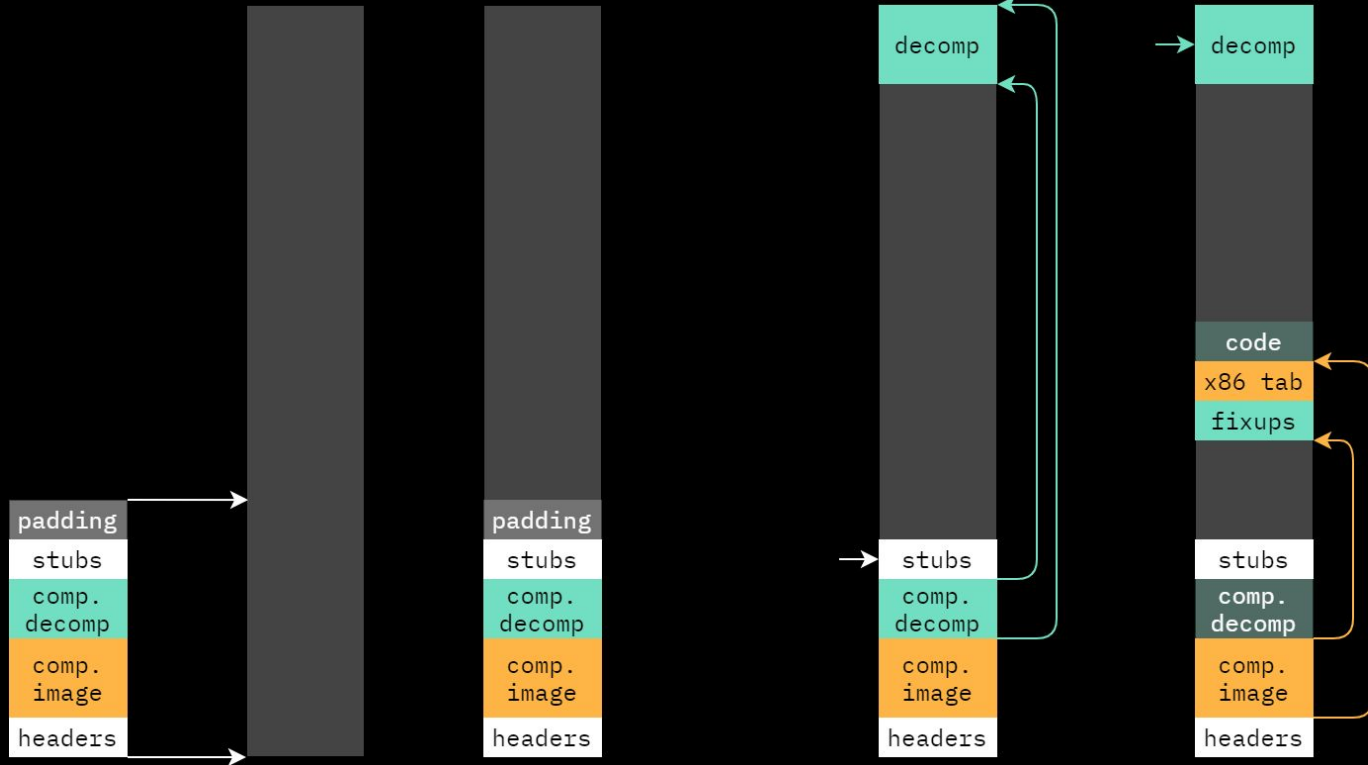 padding
stubs
comp.
decomp
comp.
image
headers
padding
stubs
comp.
decomp
comp.
image
headers
decomp
stubs
comp.
decomp
comp.
image
headers
decomp
code
x86 tab
fixups
stubs
comp.
decomp
comp.
image
headers